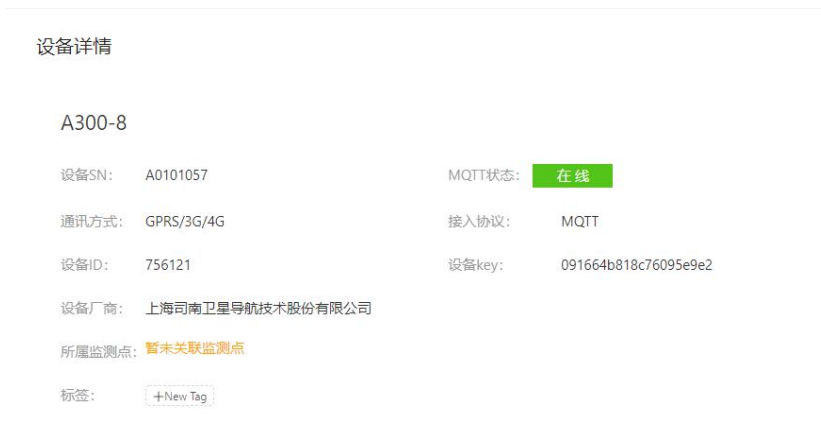 设备详情
A300-8
设备SN： A0101057 MQTT状态： 在线
通讯方式： GPRS/3G/4G 接入协议： MQTT
设备ID： 756121 设备key： 091664b818c76095e9e2
设备厂商： 上海司南卫星导航技术股份有限公司
所属监测点： 暂未关联监测点
标签： +New Tag